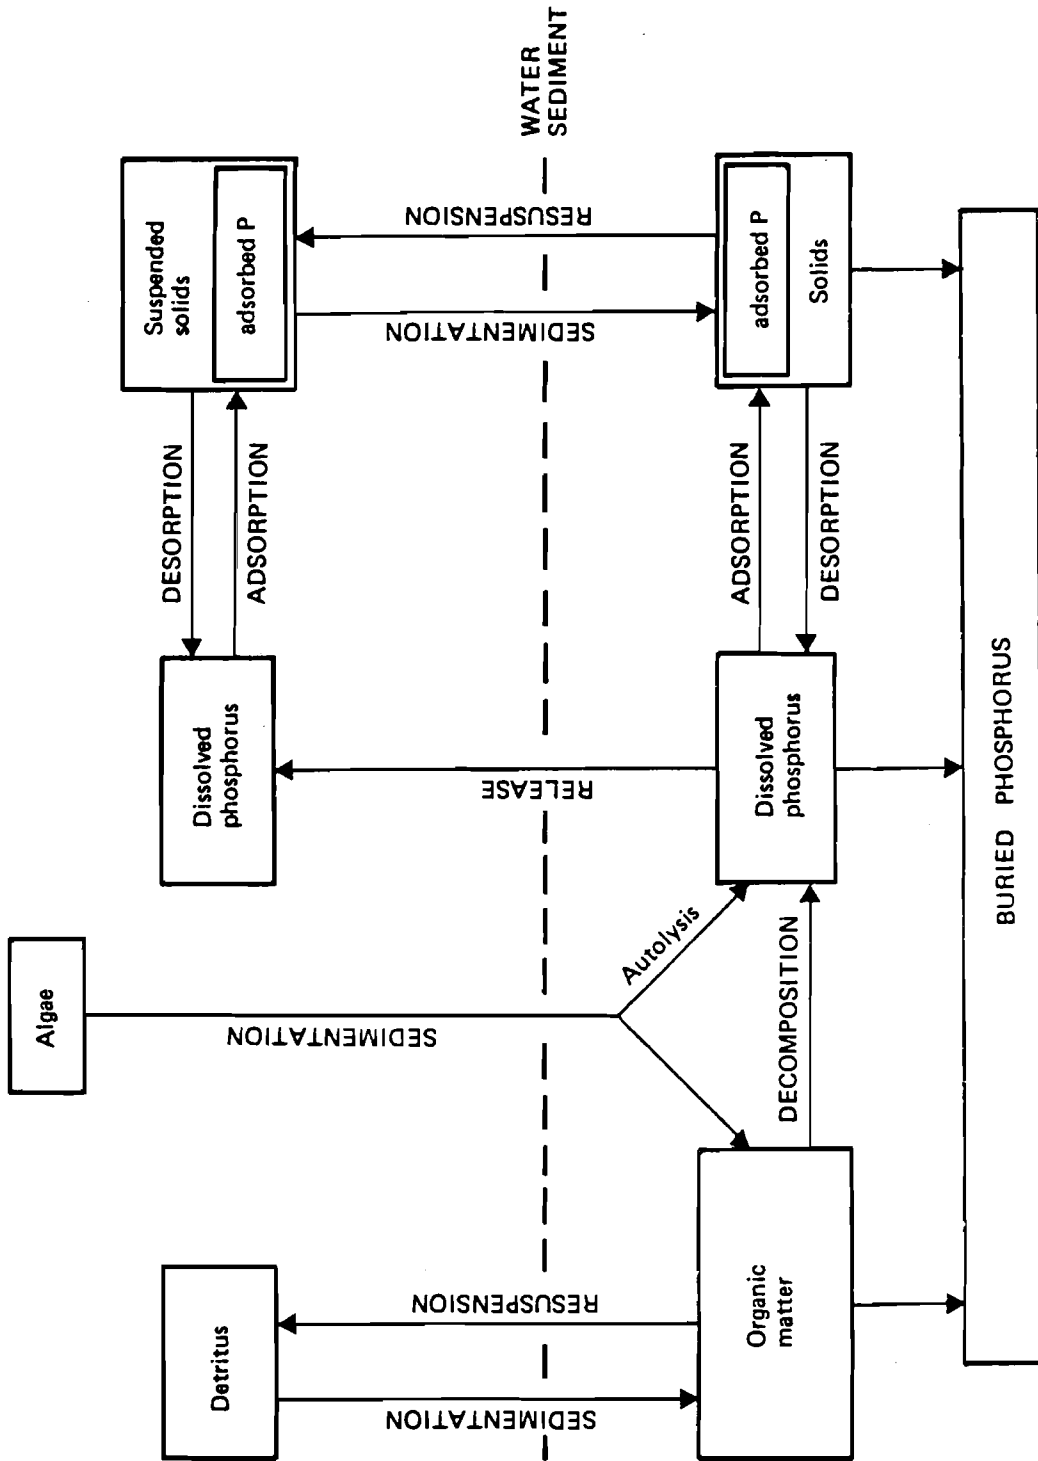 Algae
Detritus
Dissolved
phosphorus
Suspended
solids
adsorbed P
DESORPTION
ADSORPTION
SEDIMENTATION
SEDIMENTATION
RESUSPENSION
RELEASE
SEDIMENTATION
RESUSPENSION
WATER
SEDIMENT
Autolysis
Organic
matter
DECOMPOSITION
Dissolved
phosphorus
ADSORPTION
DESORPTION
adsorbed P
Solids
BURIED PHOSPHORUS